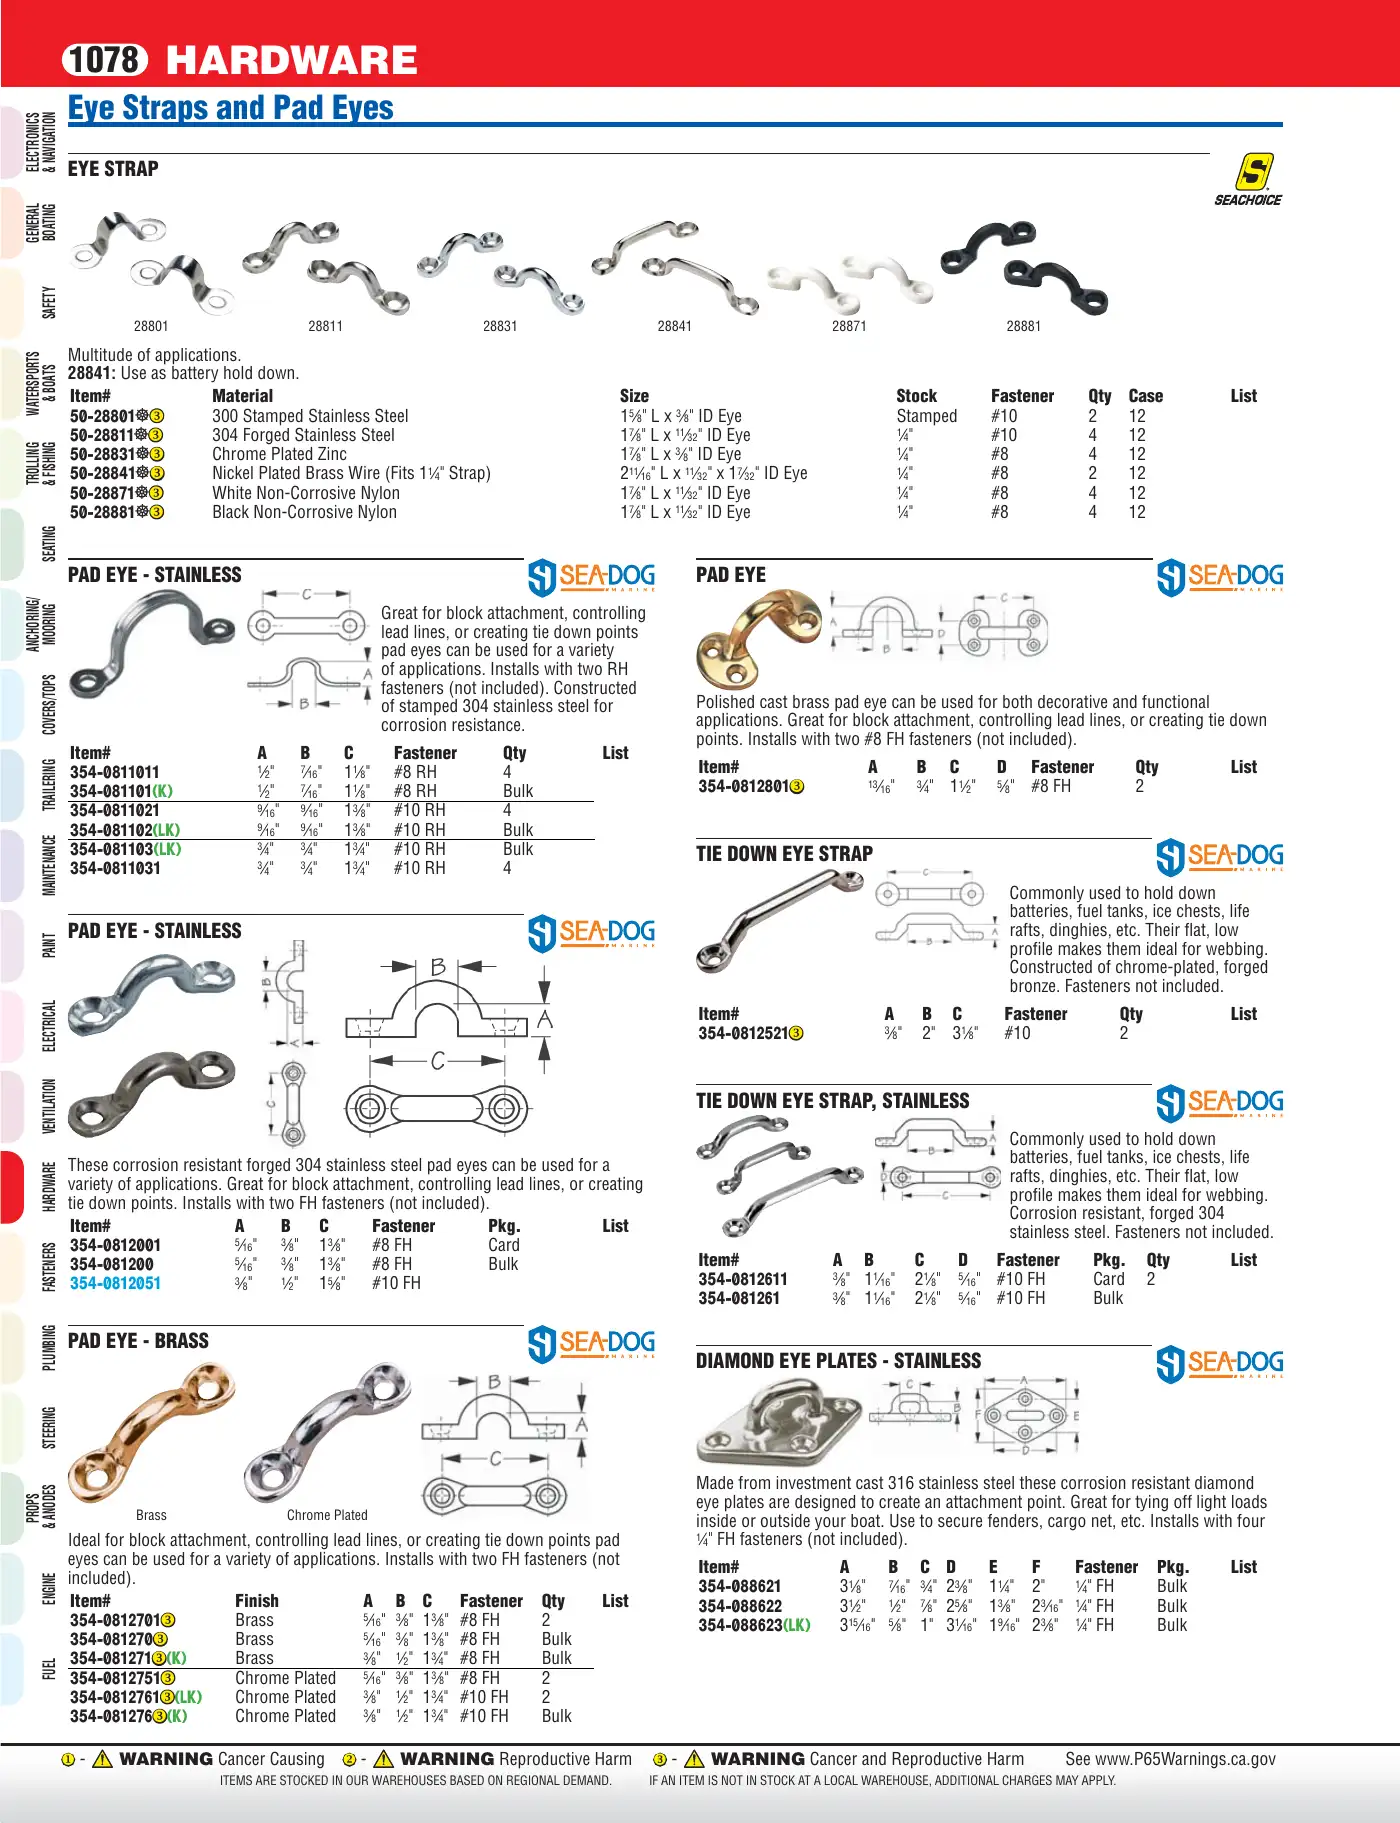 1078 HARDWARE
Eye Straps and Pad Eyes
ELECTRONICS & NAVIGATION
GENERAL BOATING
SAFETY
WATERSPORTS & BOATS
TROLLING & FISHING
SEATING
ANCHORING/ MOORING
COVERS/TOPS
TRAILERING
MAINTENANCE
PAINT
ELECTRICAL
VENTILATION
HARDWARE
FASTENERS
PLUMBING
STEERING
PROPS & ANODES
ENGINE
FUEL
EYE STRAP
S
SEACHOICE
28801 28811 28831 28841 28871 28881
Multitude of applications.
28841: Use as battery hold down.
Item# Material Size Stock Fastener Qty Case List
50-28801 3 300 Stamped Stainless Steel 1⅝" L x ⅜" ID Eye Stamped #10 2 12
50-28811 3 304 Forged Stainless Steel 1⅞" L x 11⁄32" ID Eye ¼" #10 4 12
50-28831 3 Chrome Plated Zinc 1⅞" L x ⅜" ID Eye ¼" #8 4 12
50-28841 3 Nickel Plated Brass Wire (Fits 1¼" Strap) 211⁄16" L x 11⁄32" x 17⁄32" ID Eye ¼" #8 2 12
50-28871 3 White Non-Corrosive Nylon 1⅞" L x 11⁄32" ID Eye ¼" #8 4 12
50-28881 3 Black Non-Corrosive Nylon 1⅞" L x 11⁄32" ID Eye ¼" #8 4 12
PAD EYE - STAINLESS
SEA-DOG
MARINE
C
A
B
Great for block attachment, controlling
lead lines, or creating tie down points
pad eyes can be used for a variety
of applications. Installs with two RH
fasteners (not included). Constructed
of stamped 304 stainless steel for
corrosion resistance.
Item# A B C Fastener Qty List
354-0811011 ½" 7⁄16" 1⅛" #8 RH 4
354-081101(K) ½" 7⁄16" 1⅛" #8 RH Bulk
354-0811021 9⁄16" 9⁄16" 1⅜" #10 RH 4
354-081102(LK) 9⁄16" 9⁄16" 1⅜" #10 RH Bulk
354-081103(LK) ¾" ¾" 1¾" #10 RH Bulk
354-0811031 ¾" ¾" 1¾" #10 RH 4
PAD EYE - STAINLESS
SEA-DOG
MARINE
B
A
C
B
A
C
These corrosion resistant forged 304 stainless steel pad eyes can be used for a
variety of applications. Great for block attachment, controlling lead lines, or creating
tie down points. Installs with two FH fasteners (not included).
Item# A B C Fastener Pkg. List
354-0812001 5⁄16" ⅜" 1⅜" #8 FH Card
354-081200 5⁄16" ⅜" 1⅜" #8 FH Bulk
354-0812051 ⅜" ½" 1⅝" #10 FH
PAD EYE - BRASS
SEA-DOG
MARINE
B
A
C
Brass Chrome Plated
Ideal for block attachment, controlling lead lines, or creating tie down points pad
eyes can be used for a variety of applications. Installs with two FH fasteners (not
included).
Item# Finish A B C Fastener Qty List
354-0812701 3 Brass 5⁄16" ⅜" 1⅜" #8 FH 2
354-081270 3 Brass 5⁄16" ⅜" 1⅜" #8 FH Bulk
354-081271 3 (K) Brass ⅜" ½" 1¾" #8 FH Bulk
354-0812751 3 Chrome Plated 5⁄16" ⅜" 1⅜" #8 FH 2
354-0812761 3 (LK) Chrome Plated ⅜" ½" 1¾" #10 FH 2
354-081276 3 (K) Chrome Plated ⅜" ½" 1¾" #10 FH Bulk
PAD EYE
SEA-DOG
MARINE
A
B
D
C
Polished cast brass pad eye can be used for both decorative and functional
applications. Great for block attachment, controlling lead lines, or creating tie down
points. Installs with two #8 FH fasteners (not included).
Item# A B C D Fastener Qty List
354-0812801 3 13⁄16" ¾" 1½" ⅝" #8 FH 2
TIE DOWN EYE STRAP
SEA-DOG
MARINE
C
A
B
Commonly used to hold down
batteries, fuel tanks, ice chests, life
rafts, dinghies, etc. Their flat, low
profile makes them ideal for webbing.
Constructed of chrome-plated, forged
bronze. Fasteners not included.
Item# A B C Fastener Qty List
354-0812521 3 ⅜" 2" 3⅛" #10 2
TIE DOWN EYE STRAP, STAINLESS
SEA-DOG
MARINE
A
B
D
C
Commonly used to hold down
batteries, fuel tanks, ice chests, life
rafts, dinghies, etc. Their flat, low
profile makes them ideal for webbing.
Corrosion resistant, forged 304
stainless steel. Fasteners not included.
Item# A B C D Fastener Pkg. Qty List
354-0812611 ⅜" 11⁄16" 2⅛" 5⁄16" #10 FH Card 2
354-081261 ⅜" 11⁄16" 2⅛" 5⁄16" #10 FH Bulk
DIAMOND EYE PLATES - STAINLESS
SEA-DOG
MARINE
C
B
A
F
E
D
Made from investment cast 316 stainless steel these corrosion resistant diamond
eye plates are designed to create an attachment point. Great for tying off light loads
inside or outside your boat. Use to secure fenders, cargo net, etc. Installs with four
¼" FH fasteners (not included).
Item# A B C D E F Fastener Pkg. List
354-088621 3⅛" 7⁄16" ¾" 2⅜" 1¼" 2" ¼" FH Bulk
354-088622 3½" ½" ⅞" 2⅝" 1⅜" 23⁄16" ¼" FH Bulk
354-088623(LK) 315⁄16" ⅝" 1" 31⁄16" 19⁄16" 2⅜" ¼" FH Bulk
1 - WARNING Cancer Causing 2 - WARNING Reproductive Harm 3 - WARNING Cancer and Reproductive Harm See www.P65Warnings.ca.gov
ITEMS ARE STOCKED IN OUR WAREHOUSES BASED ON REGIONAL DEMAND. IF AN ITEM IS NOT IN STOCK AT A LOCAL WAREHOUSE, ADDITIONAL CHARGES MAY APPLY.